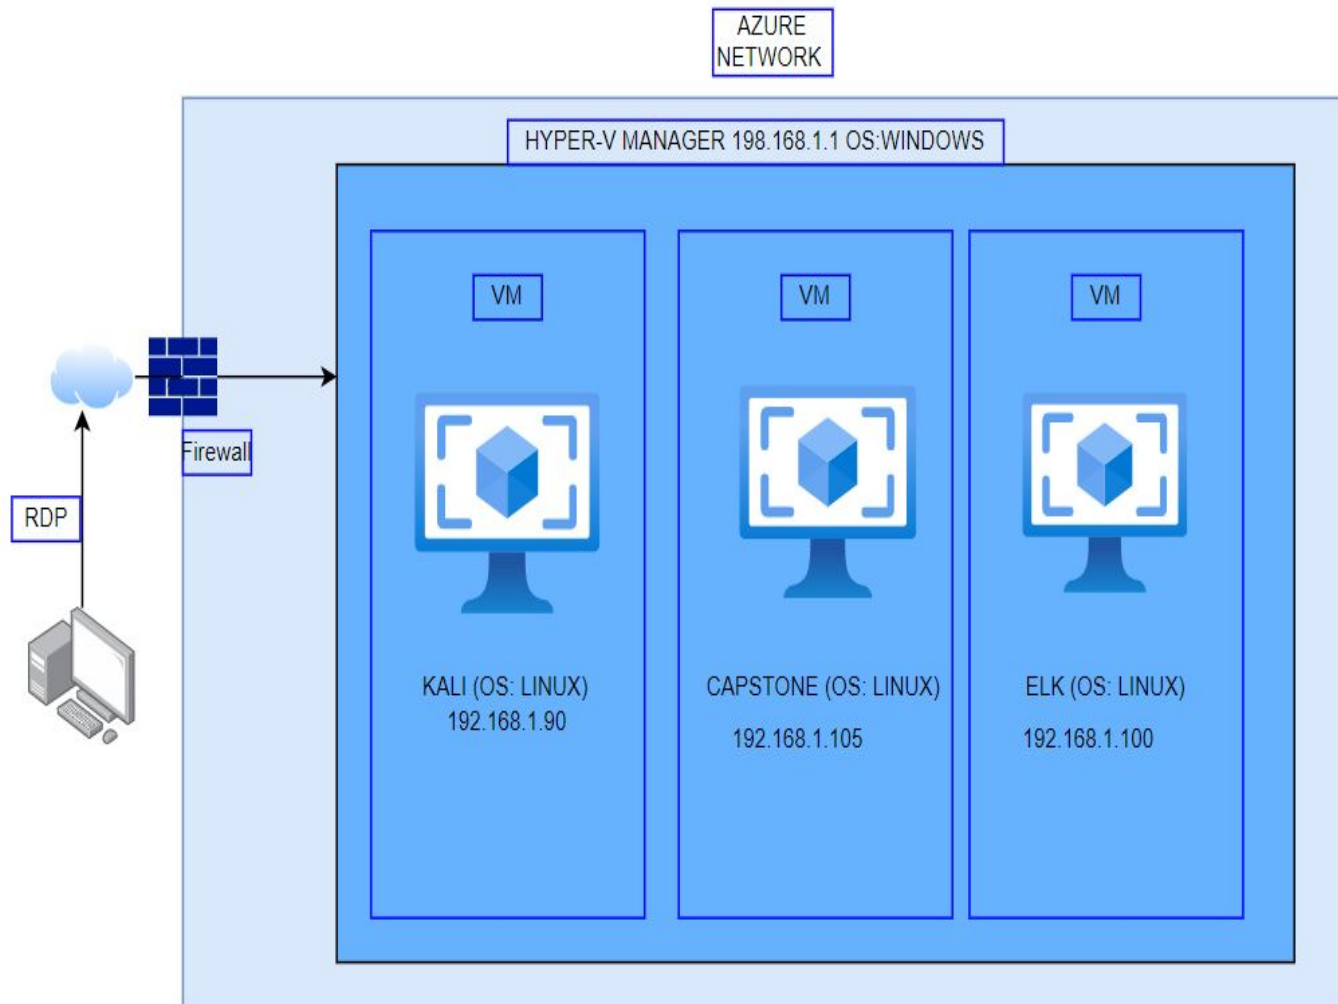 AZURE
NETWORK
HYPER-V MANAGER 198.168.1.1 OS:WINDOWS
VM
VM
VM
Firewall
RDP
KALI (OS: LINUX)
192.168.1.90
CAPSTONE (OS: LINUX)
192.168.1.105
ELK (OS: LINUX)
192.168.1.100